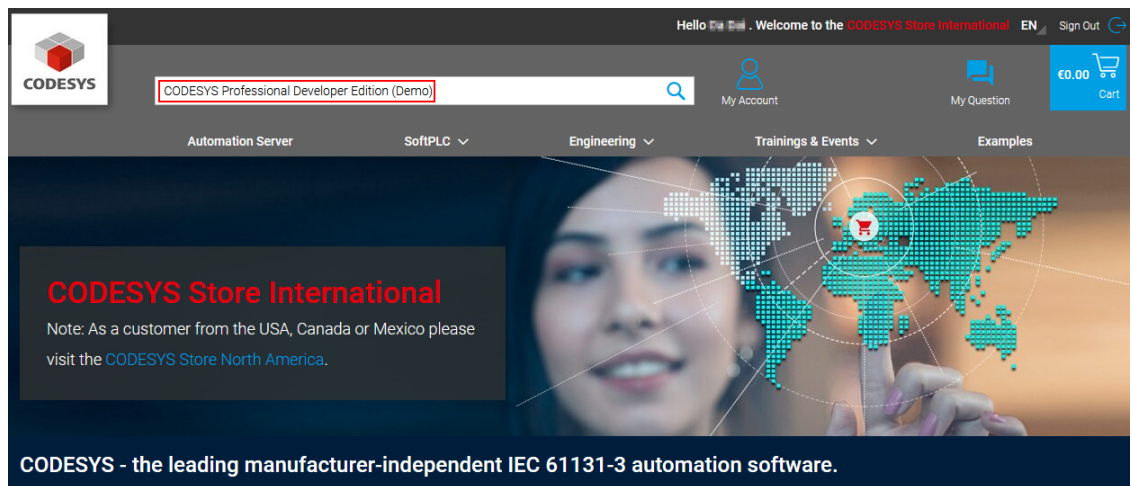 Hello . Welcome to the CODESYS Store International EN Sign Out
CODESYS
CODESYS Professional Developer Edition (Demo)
My Account
My Question
€0.00
Cart
Automation Server SoftPLC Engineering Trainings & Events Examples
CODESYS Store International
Note: As a customer from the USA, Canada or Mexico please
visit the CODESYS Store North America.
CODESYS - the leading manufacturer-independent IEC 61131-3 automation software.